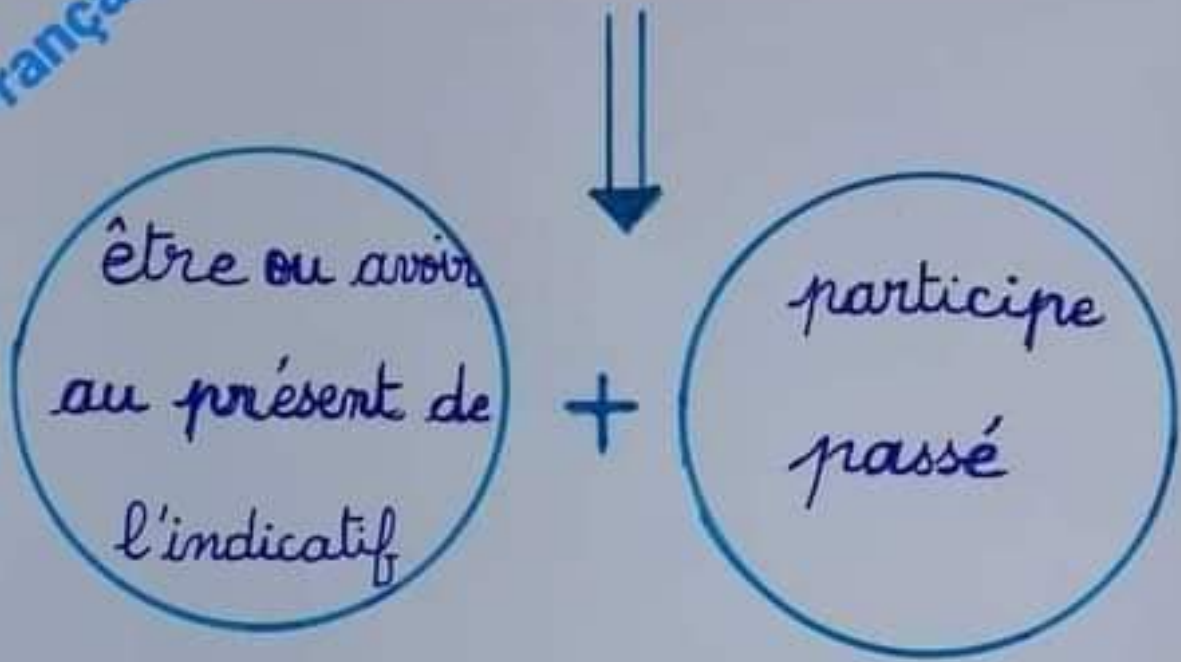 être ou avoir
au présent de
l'indicatif
+
participe
passé